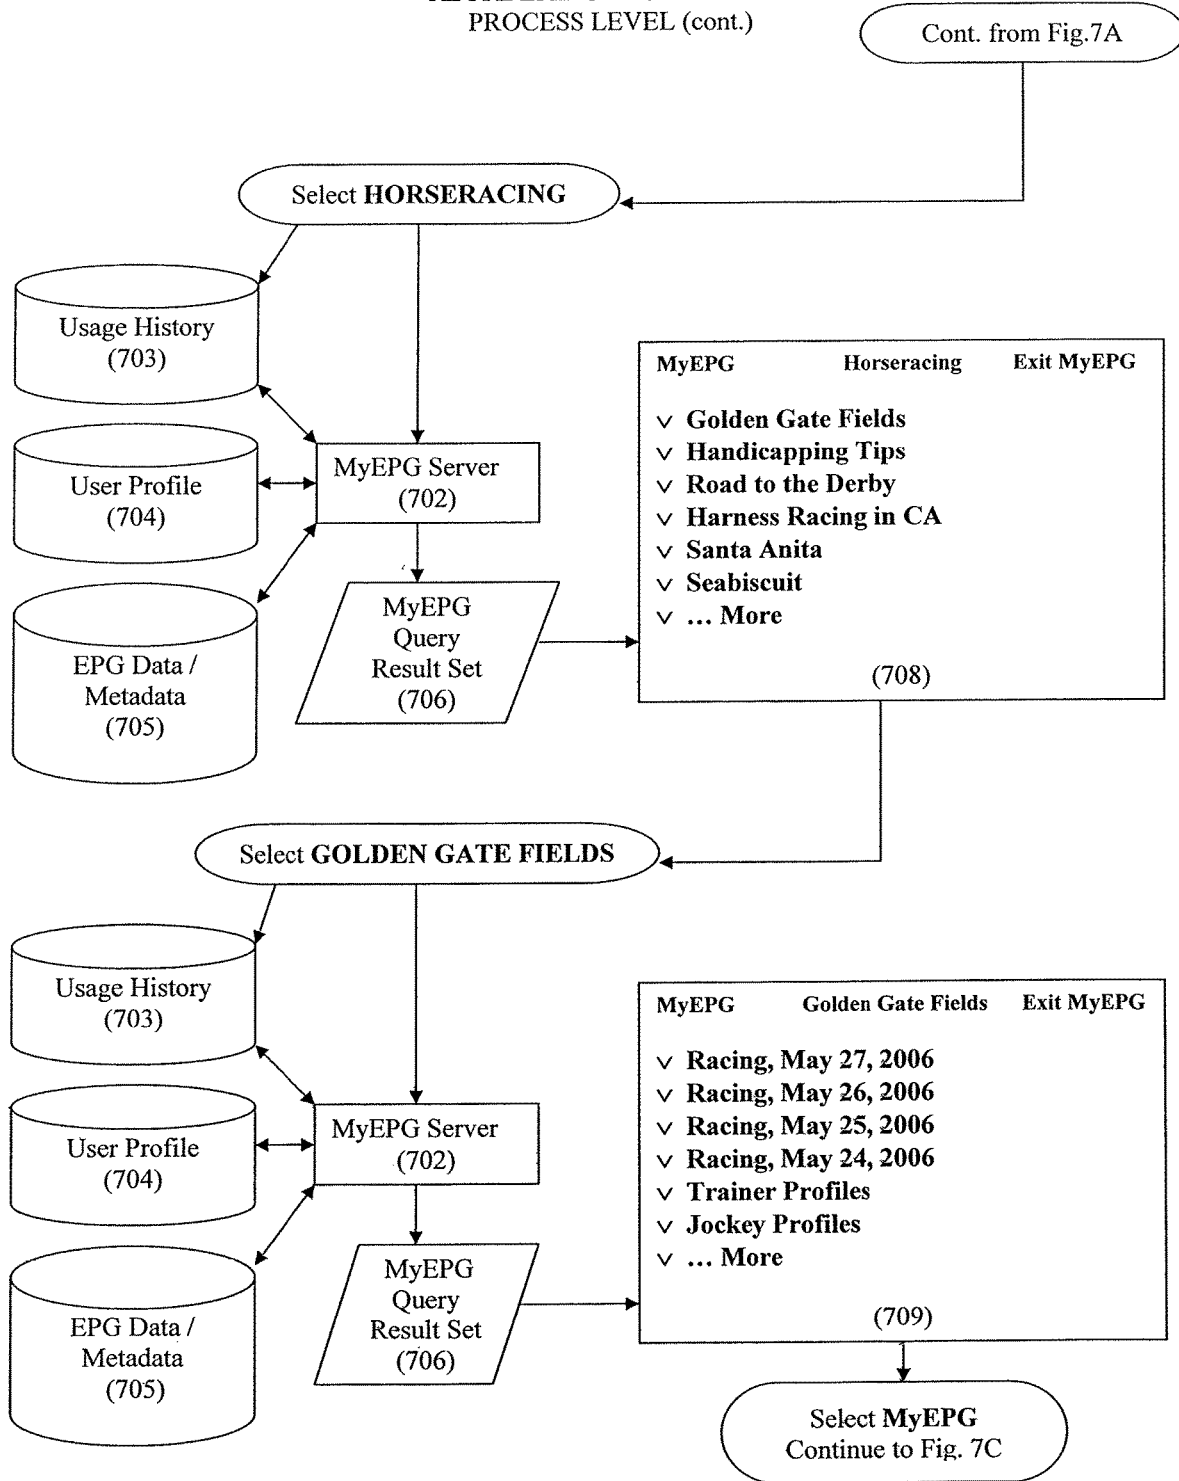 PROCESS LEVEL (cont.)
Cont. from Fig.7A
Select HORSERACING
Usage History
(703)
User Profile
(704)
EPG Data /
Metadata
(705)
MyEPG Server
(702)
MyEPG
Query
Result Set
(706)
MyEPG Horseracing Exit MyEPG
v Golden Gate Fields
v Handicapping Tips
v Road to the Derby
v Harness Racing in CA
v Santa Anita
v Seabiscuit
v ... More
(708)
Select GOLDEN GATE FIELDS
Usage History
(703)
User Profile
(704)
EPG Data /
Metadata
(705)
MyEPG Server
(702)
MyEPG
Query
Result Set
(706)
MyEPG Golden Gate Fields Exit MyEPG
v Racing, May 27, 2006
v Racing, May 26, 2006
v Racing, May 25, 2006
v Racing, May 24, 2006
v Trainer Profiles
v Jockey Profiles
v ... More
(709)
Select MyEPG
Continue to Fig. 7C